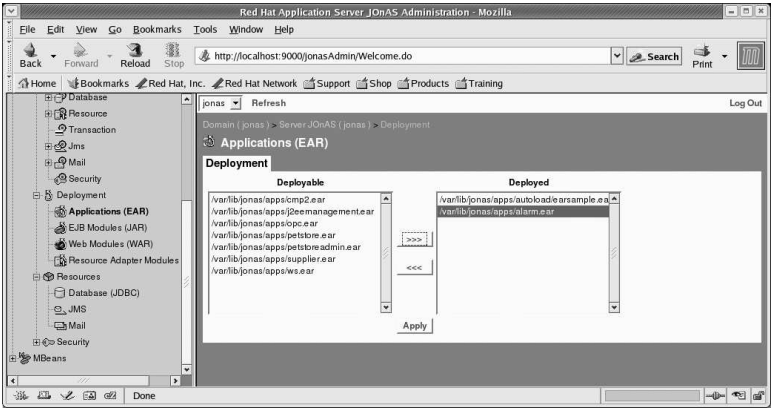 Red Hat Application Server JOnAS Administration - Mozilla
File Edit View Go Bookmarks Tools Window Help
Back Forward Reload Stop http://localhost:9000/jonasAdmin/Welcome.do Search Print
Home Bookmarks Red Hat, Inc. Red Hat Network Support Shop Products Training
Database
Resource
Transaction
Jms
Mail
Security
Deployment
Applications (EAR)
EJB Modules (JAR)
Web Modules (WAR)
Resource Adapter Modules
Resources
Database (JDBC)
JMS
Mail
Security
MBeans
jonas Refresh Log Out
Domain ( jonas ) > Server JOnAS ( jonas ) > Deployment
Applications (EAR)
Deployment
Deployable
/var/lib/jonas/apps/cmp2.ear
/var/lib/jonas/apps/j2eemanagement.ear
/var/lib/jonas/apps/opc.ear
/var/lib/jonas/apps/petstore.ear
/var/lib/jonas/apps/petstoreadmin.ear
/var/lib/jonas/apps/supplier.ear
/var/lib/jonas/apps/ws.ear
>>>
<<<
Apply
Deployed
/var/lib/jonas/apps/autoload/earsample.ea
/var/lib/jonas/apps/alarm.ear
Done